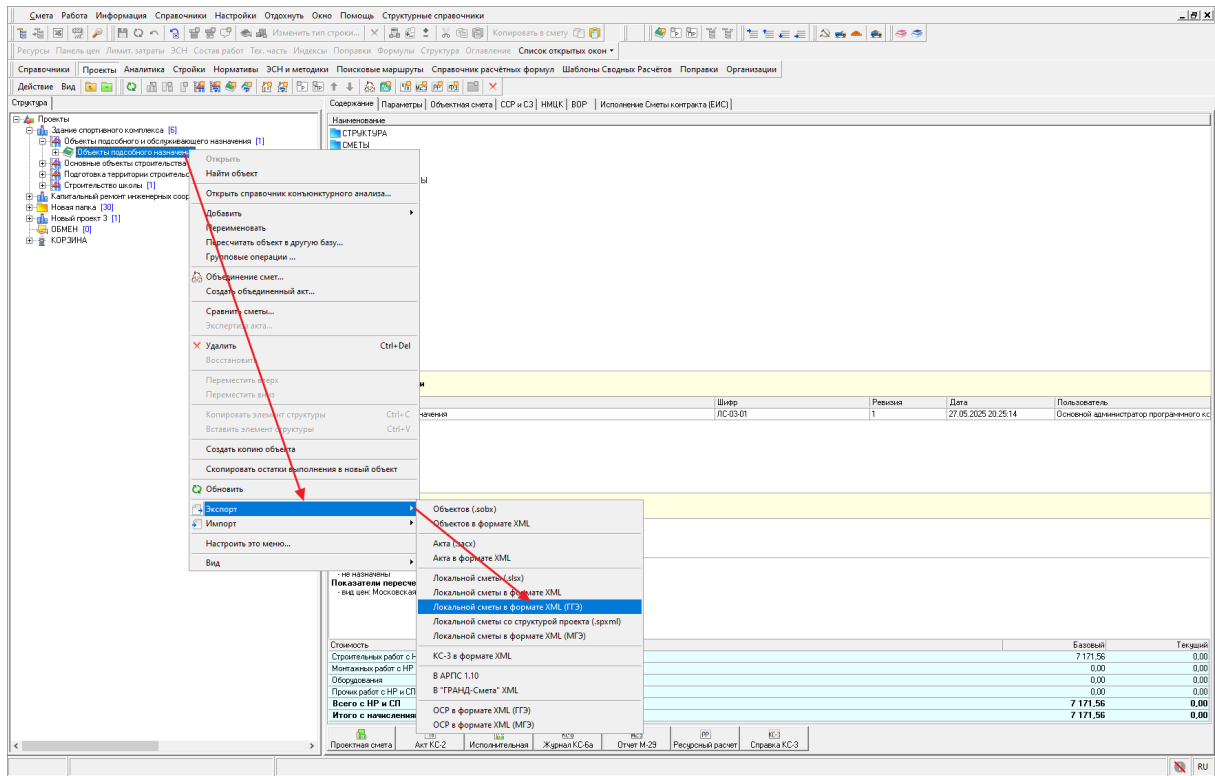 Смета Работа Информация Справочники Настройки Отдохнуть Окно Помощь Структурные справочники
Изменить тип строки... Копировать в смету
Ресурсы Панель цен Лимит. затраты ЭСН Состав работ Тех. часть Индексы Поправки Формулы Структура Оглавление Список открытых окон
Справочники Проекты Аналитика Стройки Нормативы ЭСН и методики Поисковые маршруты Справочник расчётных формул Шаблоны Сводных Расчётов Поправки Организации
Действие Вид
Структура
Содержание Параметры Объектная смета ССР и СЗ НМЦК ВОР Исполнение Сметы контракта (ЕИС)
Проекты
Здание спортивного комплекса [6]
Объекты подсобного и обслуживающего назначения [1]
Объекты подсобного назначени
Основные объекты строительства
Подготовка территории строительс
Строительство школы [1]
Капитальный ремонт инженерных соор
Новая папка [30]
Новый проект 3 [1]
ОБМЕН [0]
КОРЗИНА
Наименование
СТРУКТУРА
СМЕТЫ
Ы
Открыть
Найти объект
Открыть справочник конъюнктурного анализа...
Добавить
Переименовать
Пересчитать объект в другую базу...
Групповые операции ...
Объединение смет...
Создать объединенный акт...
Сравнить сметы...
Экспертиза акта...
Удалить Ctrl+Del
Восстановить
Переместить вверх
Переместить вниз
Копировать элемент структуры Ctrl+C
Вставить элемент структуры Ctrl+V
Создать копию объекта
Скопировать остатки выполнения в новый объект
Обновить
Экспорт
Импорт
Настроить это меню...
Вид
и
Шифр Ревизия Дата Пользователь
начения ЛС-03-01 1 27.05.2025 20:25:14 Основной администратор программного кс
Объектов (.sobx)
Объектов в формате XML
Акта (.sacx)
Акта в формате XML
Локальной сметы (.slsx)
Локальной сметы в формате XML
Локальной сметы в формате XML (ГГЭ)
Локальной сметы со структурой проекта (.spxml)
Локальной сметы в формате XML (МГЭ)
КС-3 в формате XML
В АРПС 1.10
В "ГРАНД-Смета" XML
ОСР в формате XML (ГГЭ)
ОСР в формате XML (МГЭ)
- не назначены
Показатели пересче
- вид цен: Московская
Стоимость Базовый Текущий
Строительных работ с Н 7 171,56 0,00
Монтажных работ с НР 0,00 0,00
Оборудования 0,00 0,00
Прочих работ с НР и СП 0,00 0,00
Всего с НР и СП 7 171,56 0,00
Итого с начисления 7 171,56 0,00
Проектная смета Акт КС-2 Исполнительная Журнал КС-6а Отчет М-29 Ресурсный расчет Справка КС-3
RU